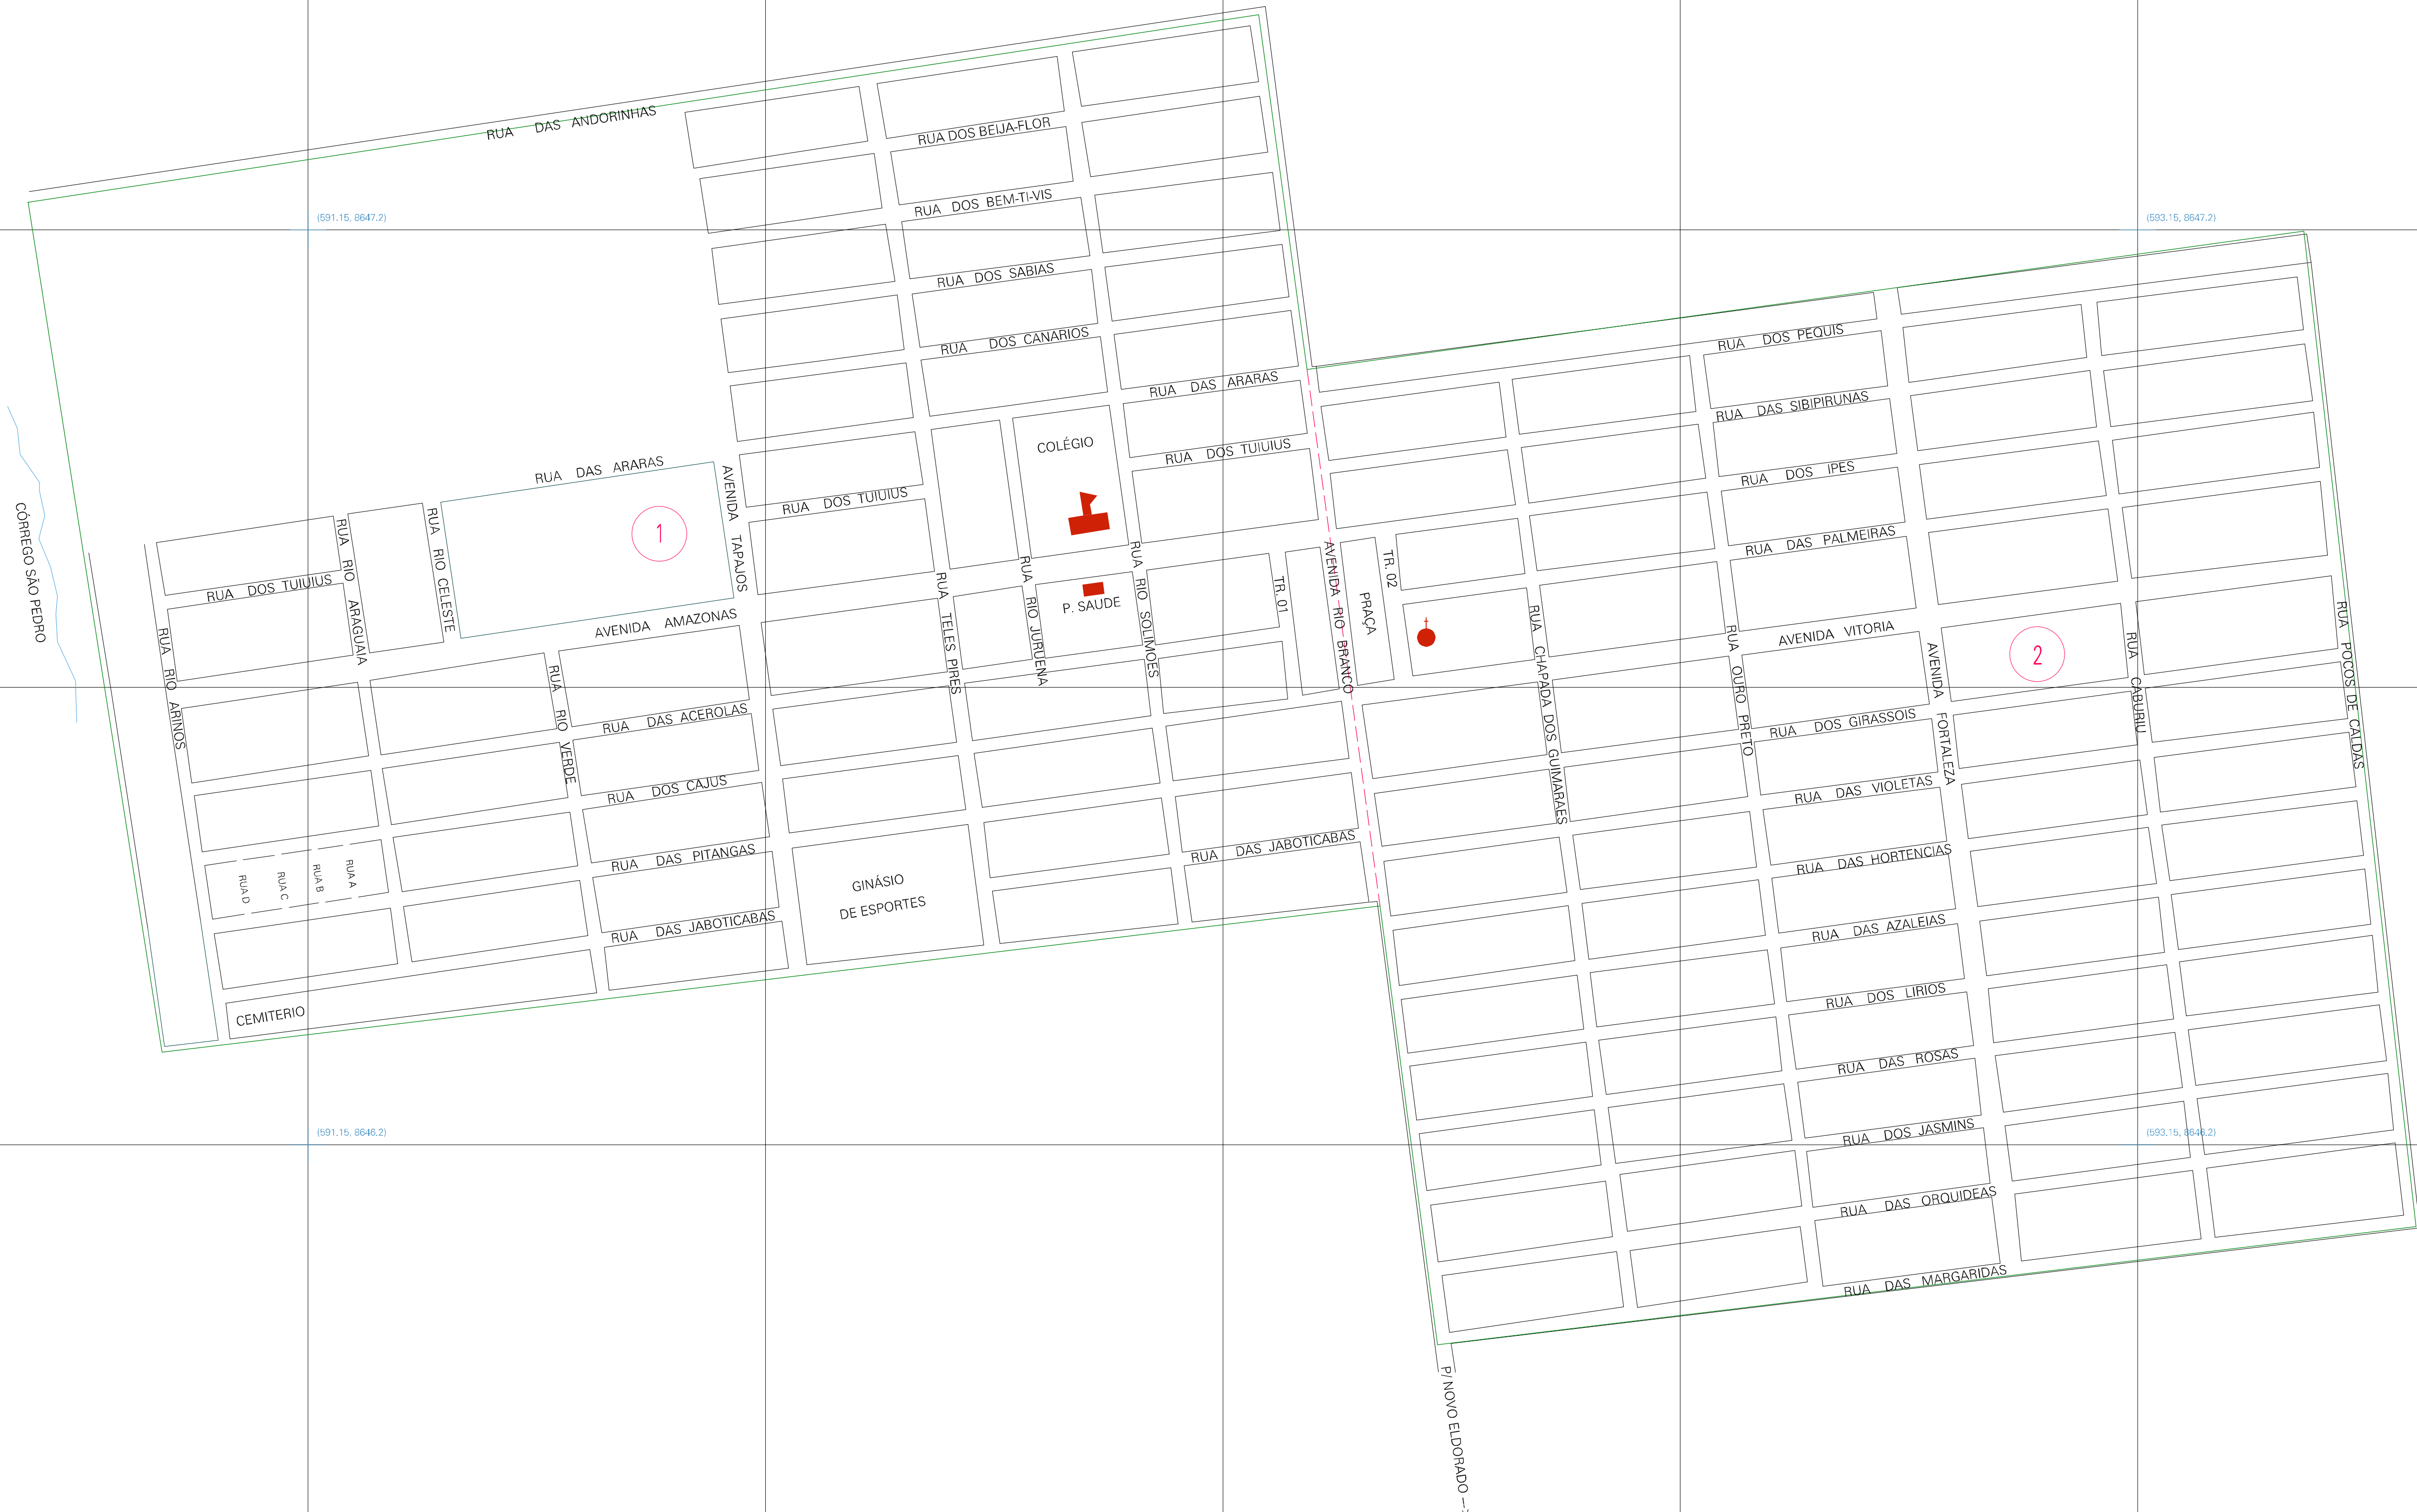 RUA DAS ANDORINHAS
RUA DOS BEIJA-FLOR
RUA DOS BEM-TI-VIS
(591.15, 8647.2)
(593.15, 8647.2)
RUA DOS SABIAS
RUA DOS CANARIOS
RUA DOS PEQUIS
RUA DAS ARARAS
RUA DAS SIBIPIRUNAS
COLÉGIO
RUA DOS TUIUIUS
RUA DAS ARARAS
RUA DOS IPES
RUA DOS TUIUIUS
1
AVENIDA TAPAJOS
RUA DAS PALMEIRAS
CÓRREGO SÃO PEDRO
RUA RIO ARAGUAIA
RUA RIO CELESTE
RUA DOS TUIUIUS
RUA RIO ARINOS
AVENIDA AMAZONAS
RUA TELES PIRES
RUA RIO JURUENA
P. SAUDE
RUA RIO SOLIMOES
TR. 01
AVENIDA RIO BRANCO
PRAÇA
TR. 02
RUA CHAPADA DOS GUIMARAES
RUA OURO PRETO
AVENIDA VITORIA
AVENIDA FORTALEZA
2
RUA CABURIU
RUA POCOS DE CALDAS
RUA RIO VERDE
RUA DAS ACEROLAS
RUA DOS GIRASSOIS
RUA DOS CAJUS
RUA DAS VIOLETAS
RUA DAS PITANGAS
RUA DAS JABOTICABAS
RUA DAS HORTENCIAS
RUA D
RUA C
RUA B
RUA A
GINÁSIO
DE ESPORTES
RUA DAS JABOTICABAS
RUA DAS AZALEIAS
CEMITERIO
RUA DOS LIRIOS
RUA DAS ROSAS
(591.15, 8646.2)
RUA DOS JASMINS
(593.15, 8646.2)
RUA DAS ORQUIDEAS
RUA DAS MARGARIDAS
P/ NOVO ELDORADO